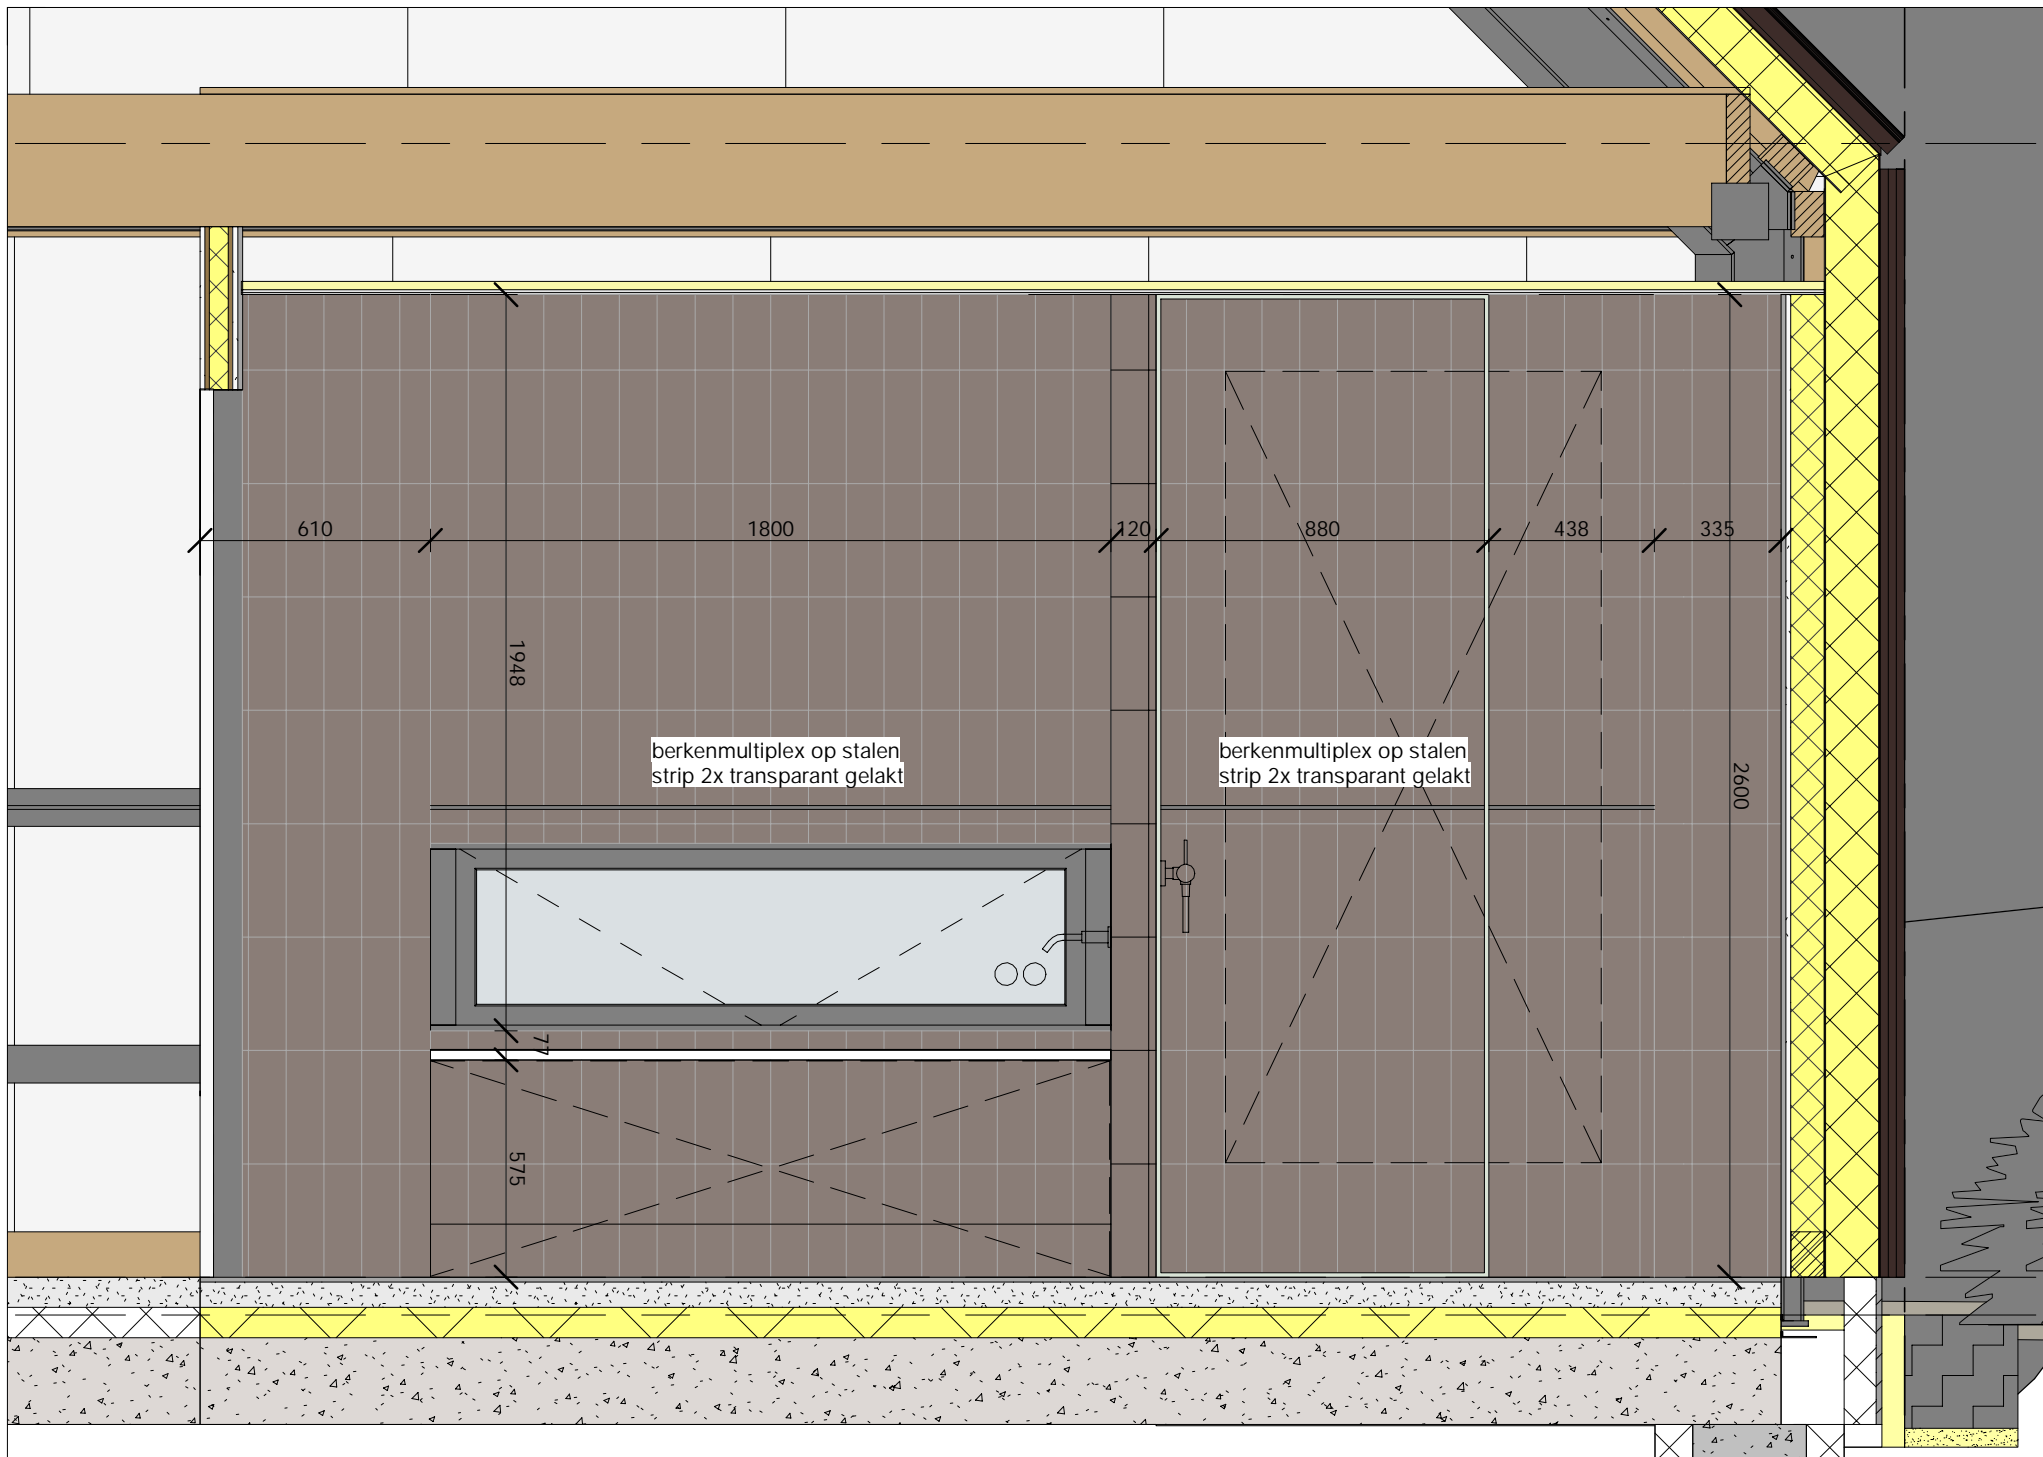 610
1800
120
880
438
335
1948
berkenmultiplex op stalen
strip 2x transparant gelakt
berkenmultiplex op stalen
strip 2x transparant gelakt
2600
77
575